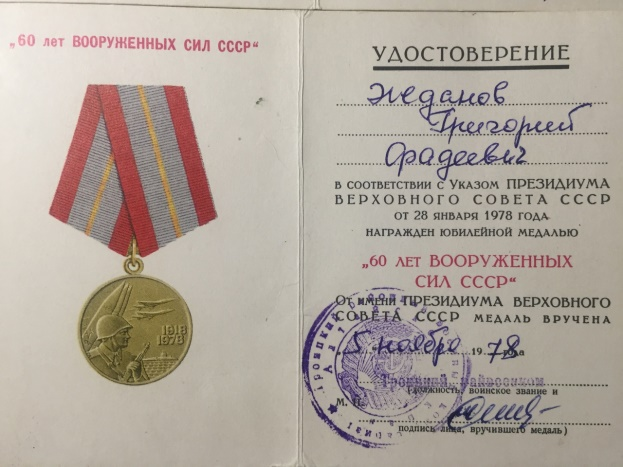 „60 лет ВООРУЖЕННЫХ СИЛ СССР“
1918
1978
УДОСТОВЕРЕНИЕ
Жданов
Григорий
Фадеевич
В СООТВЕТСТВИИ С УКАЗОМ ПРЕЗИДИУМА
ВЕРХОВНОГО СОВЕТА СССР
ОТ 28 ЯНВАРЯ 1978 ГОДА
НАГРАЖДЕН ЮБИЛЕЙНОЙ МЕДАЛЬЮ
„60 лет ВООРУЖЕННЫХ
СИЛ СССР“
ОТ ИМЕНИ ПРЕЗИДИУМА ВЕРХОВНОГО
СОВЕТА СССР МЕДАЛЬ ВРУЧЕНА
„5“ ноября 1978 года
Троицкий райвоенком
М. П. (должность, воинское звание и
подпись лица, вручившего медаль)